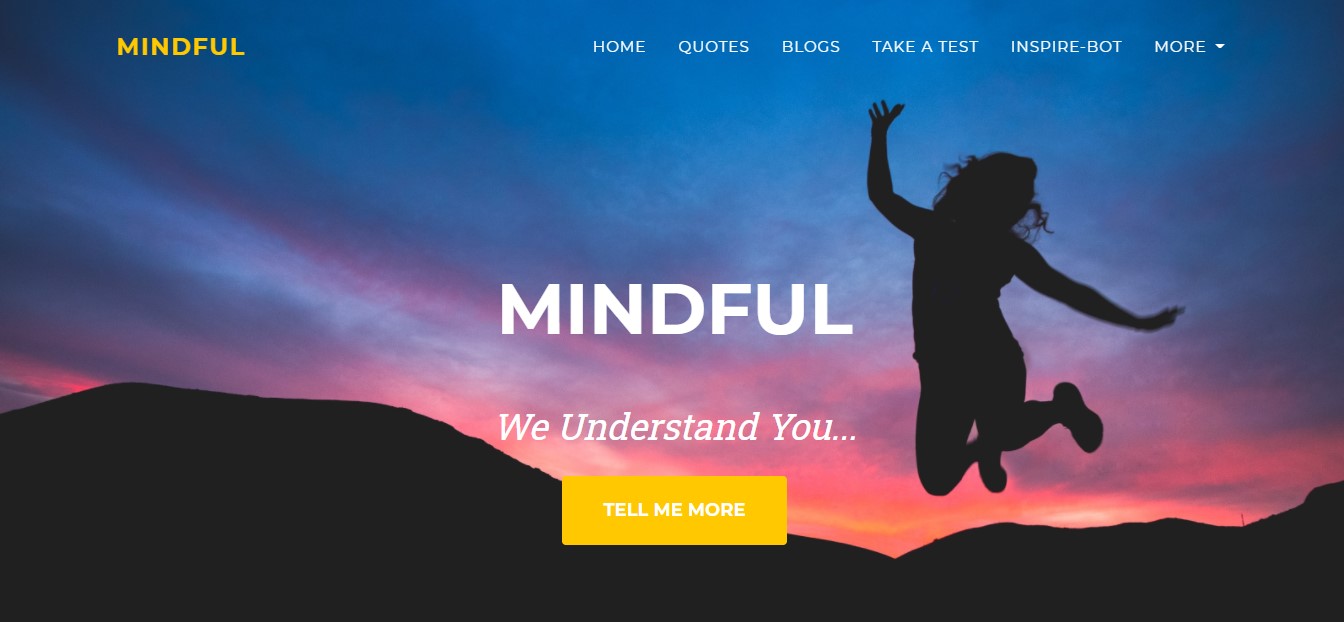 MINDFUL
HOME QUOTES BLOGS TAKE A TEST INSPIRE-BOT MORE
MINDFUL
We Understand You...
TELL ME MORE